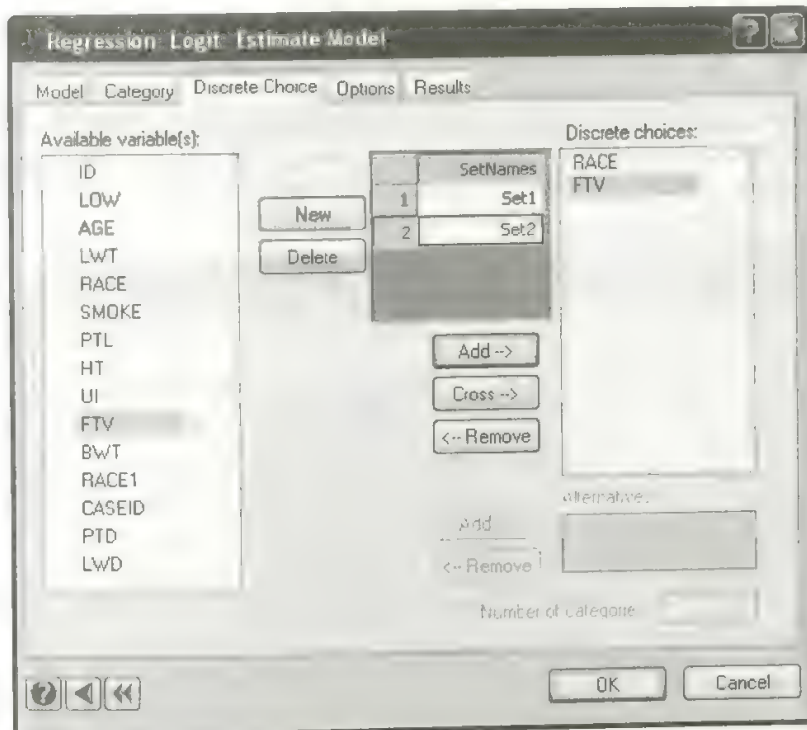 Regression: Logit: Estimate Model
Model Category Discrete Choice Options Results
Available variable(s):
ID
LOW
AGE
LWT
RACE
SMOKE
PTL
HT
UI
FTV
BWT
RACE1
CASEID
PTD
LWD
New
Delete
SetNames
1 Set1
2 Set2
Add -->
Cross -->
<-- Remove
Discrete choices:
RACE
FTV
Alternative:
Add
<-- Remove
Number of categorie
OK
Cancel